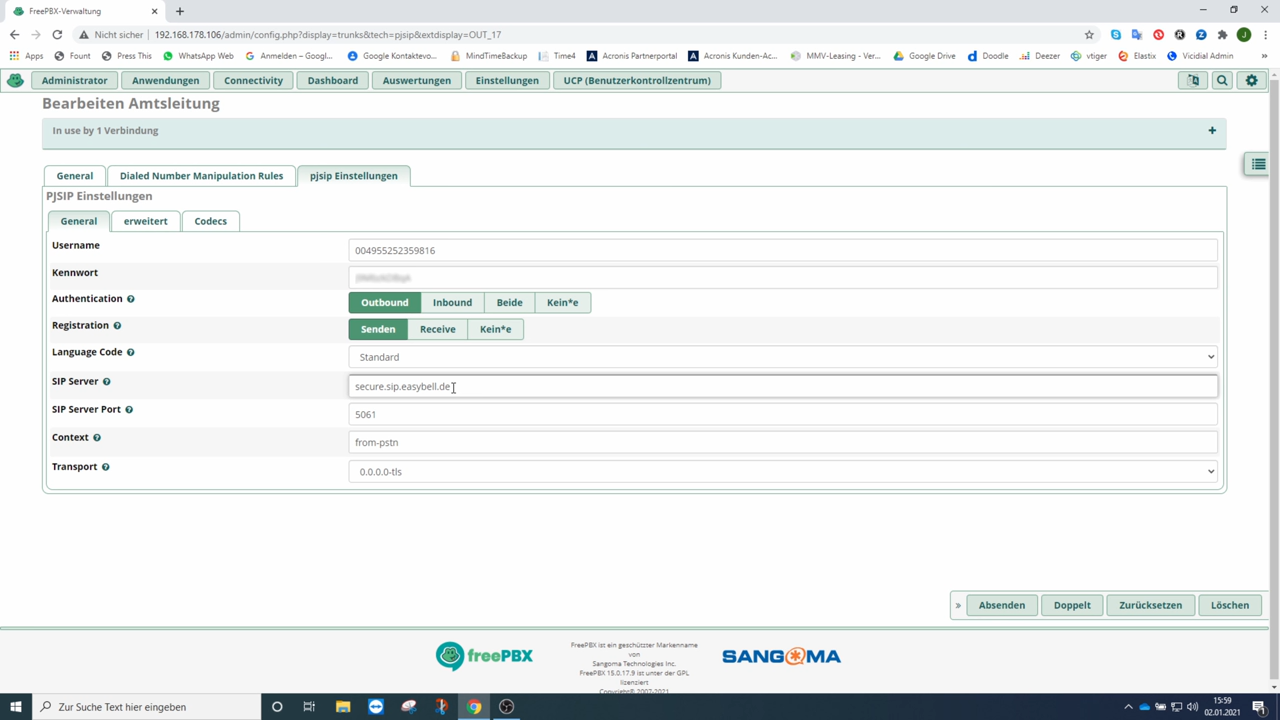 FreePBX-Verwaltung
Nicht sicher 192.168.178.106/admin/config.php?display=trunks&tech=pjsip&extdisplay=OUT_17
Apps Fount Press This WhatsApp Web Anmelden – Googl... Google Kontaktevo... MindTimeBackup Time4 Acronis Partnerportal Acronis Kunden-Ac... MMV-Leasing - Ver... Google Drive Doodle Deezer vtiger Elastix Vicidial Admin »
Administrator Anwendungen Connectivity Dashboard Auswertungen Einstellungen UCP (Benutzerkontrollzentrum)
Bearbeiten Amtsleitung
In use by 1 Verbindung +
General Dialed Number Manipulation Rules pjsip Einstellungen
PJSIP Einstellungen
General erweitert Codecs
Username 004955252359816
Kennwort
Authentication Outbound Inbound Beide Kein*e
Registration Senden Receive Kein*e
Language Code Standard
SIP Server secure.sip.easybell.de
SIP Server Port 5061
Context from-pstn
Transport 0.0.0.0-tls
» Absenden Doppelt Zurücksetzen Löschen
freePBX
FreePBX ist ein geschützter Markenname
von
Sangoma Technologies Inc.
FreePBX 15.0.17.9 ist unter der GPL
lizenziert
Copyright© 2007-2021
SANGOMA
Zur Suche Text hier eingeben
15:59
02.01.2021